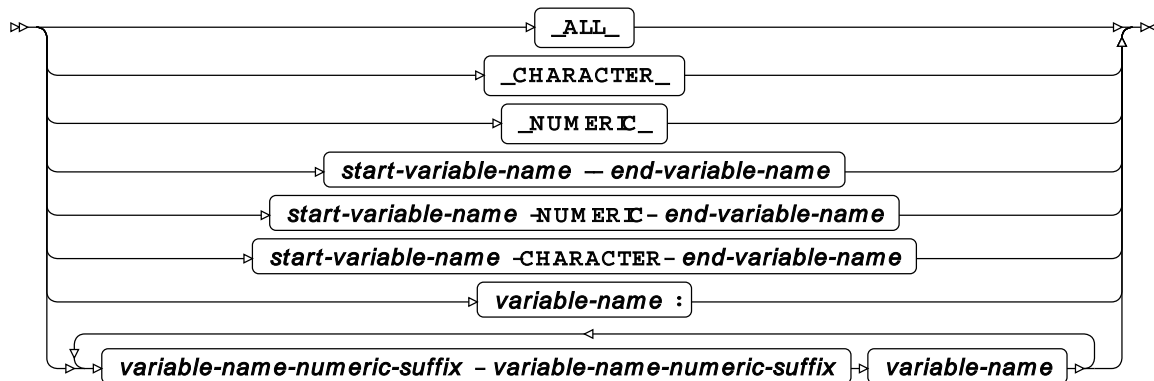 _ALL_
_CHARACTER_
_NUMERIC_
start-variable-name -- end-variable-name
start-variable-name -NUMERIC- end-variable-name
start-variable-name -CHARACTER- end-variable-name
variable-name :
variable-name-numeric-suffix - variable-name-numeric-suffix variable-name